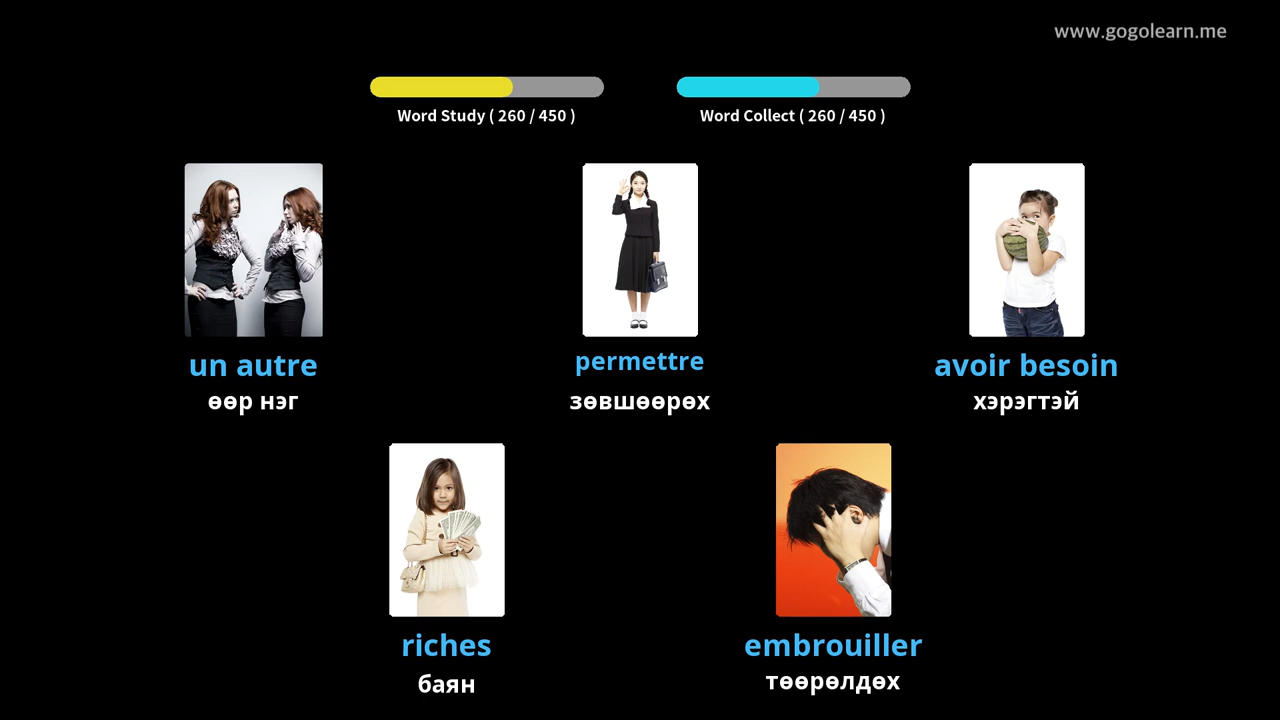 www.gogolearn.me
Word Study ( 260 / 450 )
Word Collect ( 260 / 450 )
un autre
өөр нэг
permettre
зөвшөөрөх
avoir besoin
хэрэгтэй
riches
баян
embrouiller
төөрөлдөх